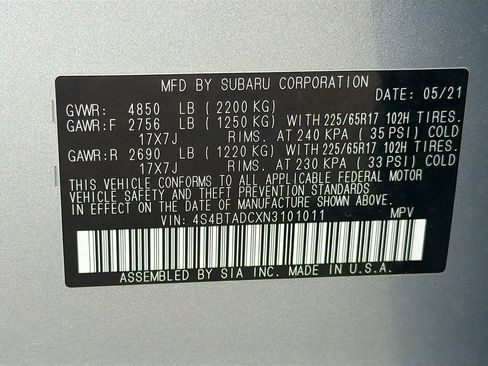 MFD BY SUBARU CORPORATION
DATE 05/21
GVWR: 4850 LB (2200 KG)
GAWR:F 2756 LB (1250 KG) WITH 225/65R17 102H TIRES.
17X7J RIMS. AT 240 KPA (35 PSI) COLD
GAWR:R 2690 LB (1220 KG) WITH 225/65R17 102H TIRES.
17X7J RIMS. AT 230 KPA (33 PSI) COLD
THIS VEHICLE CONFORMS TO ALL APPLICABLE FEDERAL MOTOR
VEHICLE SAFETY AND THEFT PREVENTION STANDARDS
IN EFFECT ON THE DATE OF MANUFACTURE SHOWN ABOVE.
VIN: 4S4BTADCXN3101011 MPV
ASSEMBLED BY SIA INC. MADE IN U.S.A.